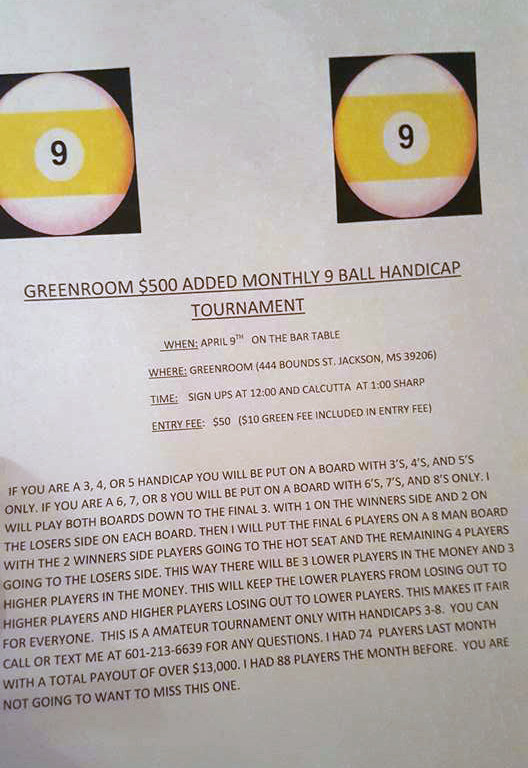 9
9
GREENROOM $500 ADDED MONTHLY 9 BALL HANDICAP
TOURNAMENT
WHEN: APRIL 9TH ON THE BAR TABLE
WHERE: GREENROOM (444 BOUNDS ST. JACKSON, MS 39206)
TIME: SIGN UPS AT 12:00 AND CALCUTTA AT 1:00 SHARP
ENTRY FEE: $50 ($10 GREEN FEE INCLUDED IN ENTRY FEE)
IF YOU ARE A 3, 4, OR 5 HANDICAP YOU WILL BE PUT ON A BOARD WITH 3'S, 4'S, AND 5'S
ONLY. IF YOU ARE A 6, 7, OR 8 YOU WILL BE PUT ON A BOARD WITH 6'S, 7'S, AND 8'S ONLY. I
WILL PLAY BOTH BOARDS DOWN TO THE FINAL 3. WITH 1 ON THE WINNERS SIDE AND 2 ON
THE LOSERS SIDE ON EACH BOARD. THEN I WILL PUT THE FINAL 6 PLAYERS ON A 8 MAN BOARD
WITH THE 2 WINNERS SIDE PLAYERS GOING TO THE HOT SEAT AND THE REMAINING 4 PLAYERS
GOING TO THE LOSERS SIDE. THIS WAY THERE WILL BE 3 LOWER PLAYERS IN THE MONEY AND 3
HIGHER PLAYERS IN THE MONEY. THIS WILL KEEP THE LOWER PLAYERS FROM LOSING OUT TO
HIGHER PLAYERS AND HIGHER PLAYERS LOSING OUT TO LOWER PLAYERS. THIS MAKES IT FAIR
FOR EVERYONE. THIS IS A AMATEUR TOURNAMENT ONLY WITH HANDICAPS 3-8. YOU CAN
CALL OR TEXT ME AT 601-213-6639 FOR ANY QUESTIONS. I HAD 74 PLAYERS LAST MONTH
WITH A TOTAL PAYOUT OF OVER $13,000. I HAD 88 PLAYERS THE MONTH BEFORE. YOU ARE
NOT GOING TO WANT TO MISS THIS ONE.